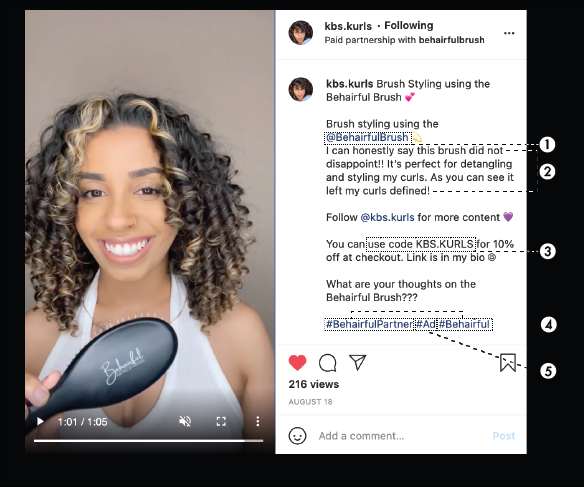 kbs.kurls • Following
Paid partnership with behairfulbrush
kbs.kurls Brush Styling using the
Behairful Brush 💕
Brush styling using the
@BehairfulBrush 💫
I can honestly say this brush did not
disappoint!! It's perfect for detangling
and styling my curls. As you can see it
left my curls defined!
Follow @kbs.kurls for more content 💜
You can use code KBS.KURLS for 10%
off at checkout. Link is in my bio
What are your thoughts on the
Behairful Brush???
#BehairfulPartner #Ad #Behairful
1
2
3
4
5
Behairful
1:01 / 1:05
216 views
AUGUST 18
Add a comment...
Post